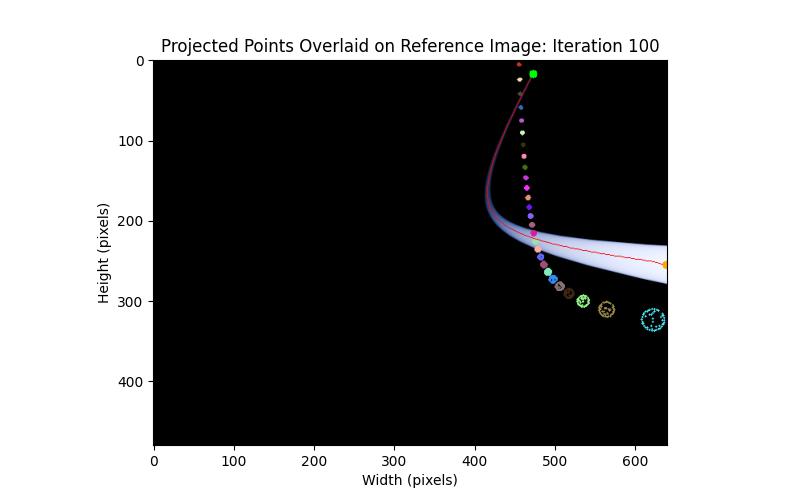 Projected Points Overlaid on Reference Image: Iteration 100
0
100
200
300
400
Height (pixels)
0 100 200 300 400 500 600
Width (pixels)